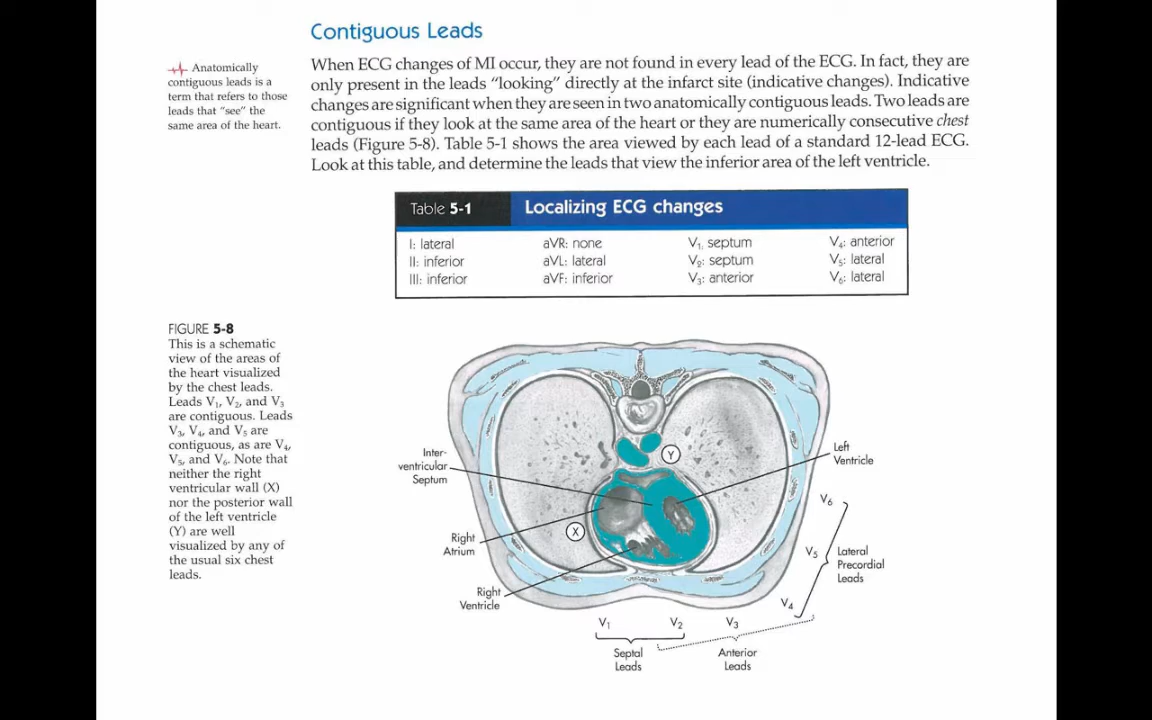 Contiguous Leads
Anatomically
contiguous leads is a
term that refers to those
leads that "see" the
same area of the heart.
When ECG changes of MI occur, they are not found in every lead of the ECG. In fact, they are
only present in the leads "looking" directly at the infarct site (indicative changes). Indicative
changes are significant when they are seen in two anatomically contiguous leads. Two leads are
contiguous if they look at the same area of the heart or they are numerically consecutive chest
leads (Figure 5-8). Table 5-1 shows the area viewed by each lead of a standard 12-lead ECG.
Look at this table, and determine the leads that view the inferior area of the left ventricle.
Table 5-1 Localizing ECG changes
I: lateral aVR: none V₁: septum V₄: anterior
II: inferior aVL: lateral V₂: septum V₅: lateral
III: inferior aVF: inferior V₃: anterior V₆: lateral
FIGURE 5-8
This is a schematic
view of the areas of
the heart visualized
by the chest leads.
Leads V₁, V₂, and V₃
are contiguous. Leads
V₃, V₄, and V₅ are
contiguous, as are V₄,
V₅, and V₆. Note that
neither the right
ventricular wall (X)
nor the posterior wall
of the left ventricle
(Y) are well
visualized by any of
the usual six chest
leads.
Inter-
ventricular
Septum
Right
Atrium
Right
Ventricle
X
Y
Left
Ventricle
V₆
V₅
V₄
Lateral
Precordial
Leads
V₁ V₂ V₃
Septal
Leads
Anterior
Leads